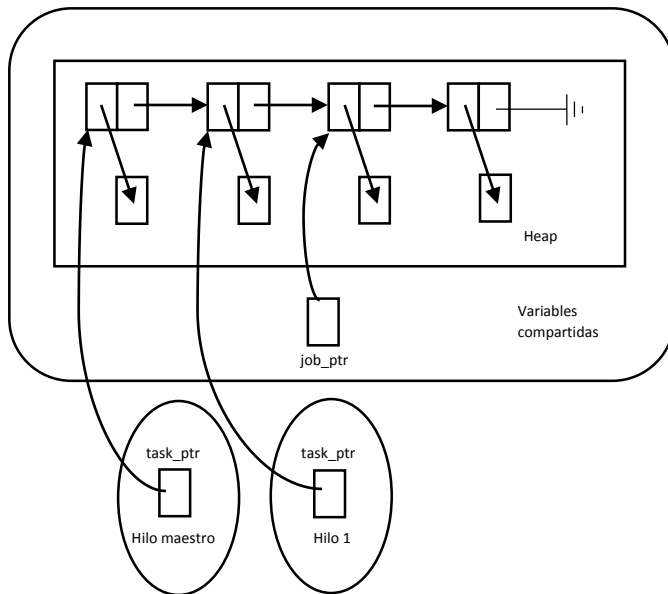 Heap
Variables
compartidas
job_ptr
task_ptr
Hilo maestro
task_ptr
Hilo 1